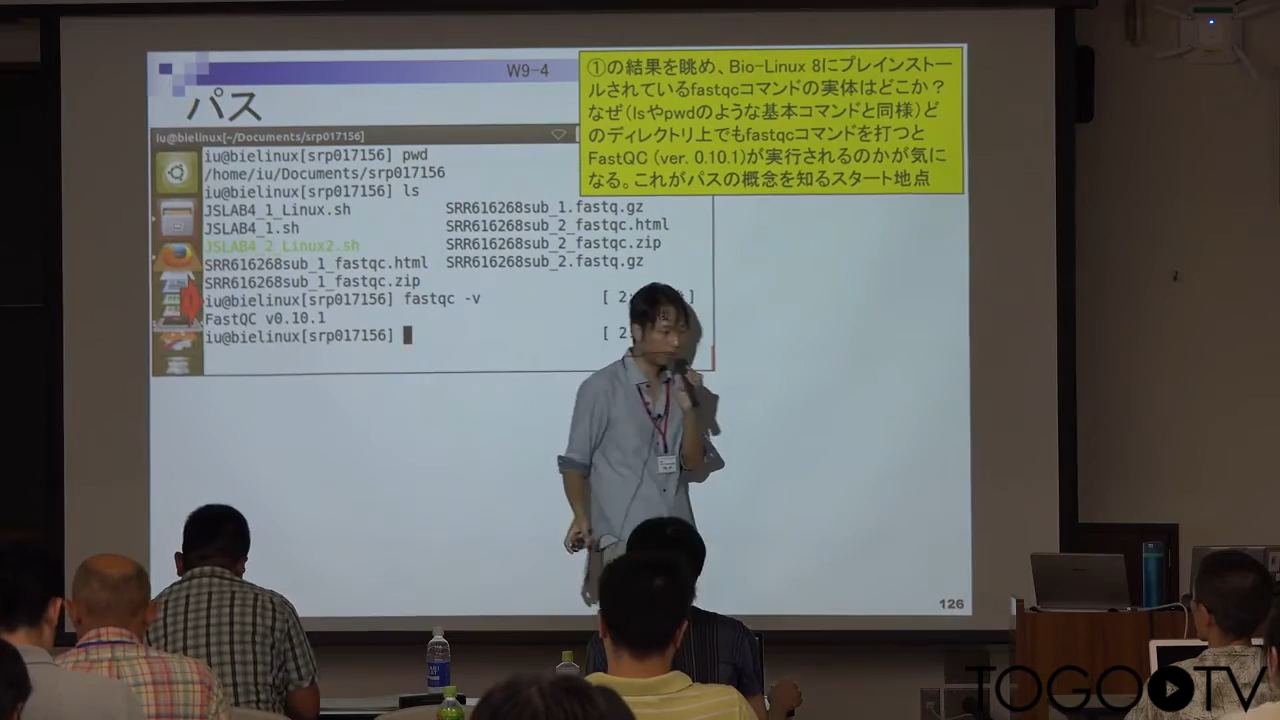 W9-4
パス
①の結果を眺め、Bio-Linux 8にプレインストー
ルされているfastqcコマンドの実体はどこか？
なぜ(lsやpwdのような基本コマンドと同様)ど
のディレクトリ上でもfastqcコマンドを打つと
FastQC (ver. 0.10.1)が実行されるのかが気に
なる。これがパスの概念を知るスタート地点
iu@bielinux[~/Documents/srp017156]
iu@bielinux[srp017156] pwd
/home/iu/Documents/srp017156
iu@bielinux[srp017156] ls
JSLAB4_1_Linux.sh SRR616268sub_1.fastq.gz
JSLAB4_1.sh SRR616268sub_2_fastqc.html
JSLAB4_2_Linux2.sh SRR616268sub_2_fastqc.zip
SRR616268sub_1_fastqc.html SRR616268sub_2.fastq.gz
SRR616268sub_1_fastqc.zip
iu@bielinux[srp017156] fastqc -v [ 2:
FastQC v0.10.1
iu@bielinux[srp017156] [ 2
126
TOGOTV